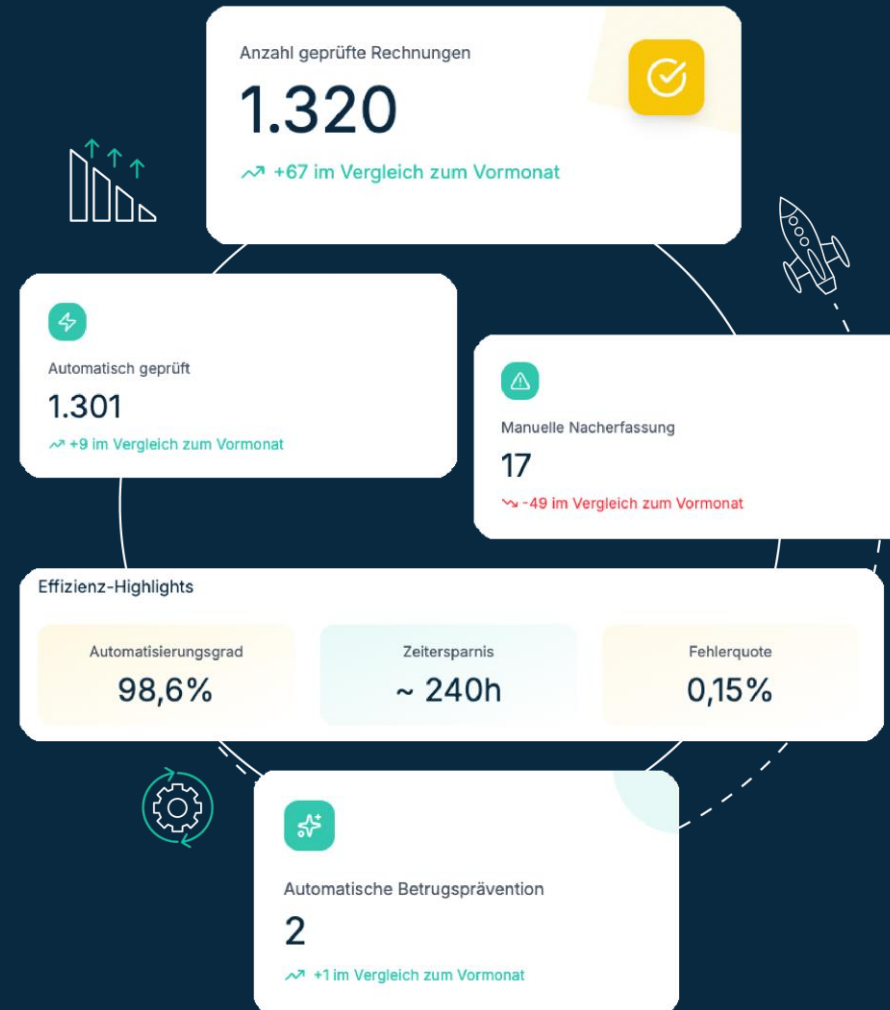 Anzahl geprüfte Rechnungen
1.320
+67 im Vergleich zum Vormonat
Automatisch geprüft
1.301
+9 im Vergleich zum Vormonat
Manuelle Nacherfassung
17
-49 im Vergleich zum Vormonat
Effizienz-Highlights
Automatisierungsgrad
98,6%
Zeitersparnis
~ 240h
Fehlerquote
0,15%
Automatische Betrugsprävention
2
+1 im Vergleich zum Vormonat